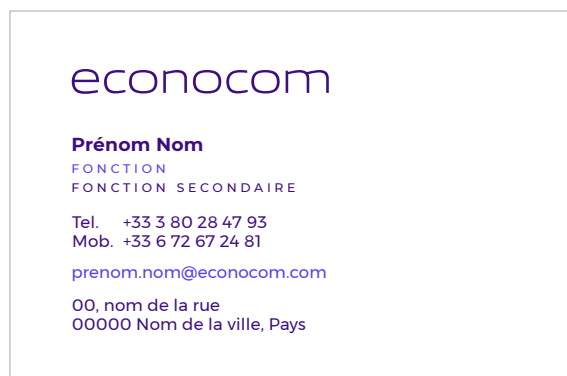 econocom
Prénom Nom
FONCTION
FONCTION SECONDAIRE
Tel. +33 3 80 28 47 93
Mob. +33 6 72 67 24 81
prenom.nom@econocom.com
00, nom de la rue
00000 Nom de la ville, Pays